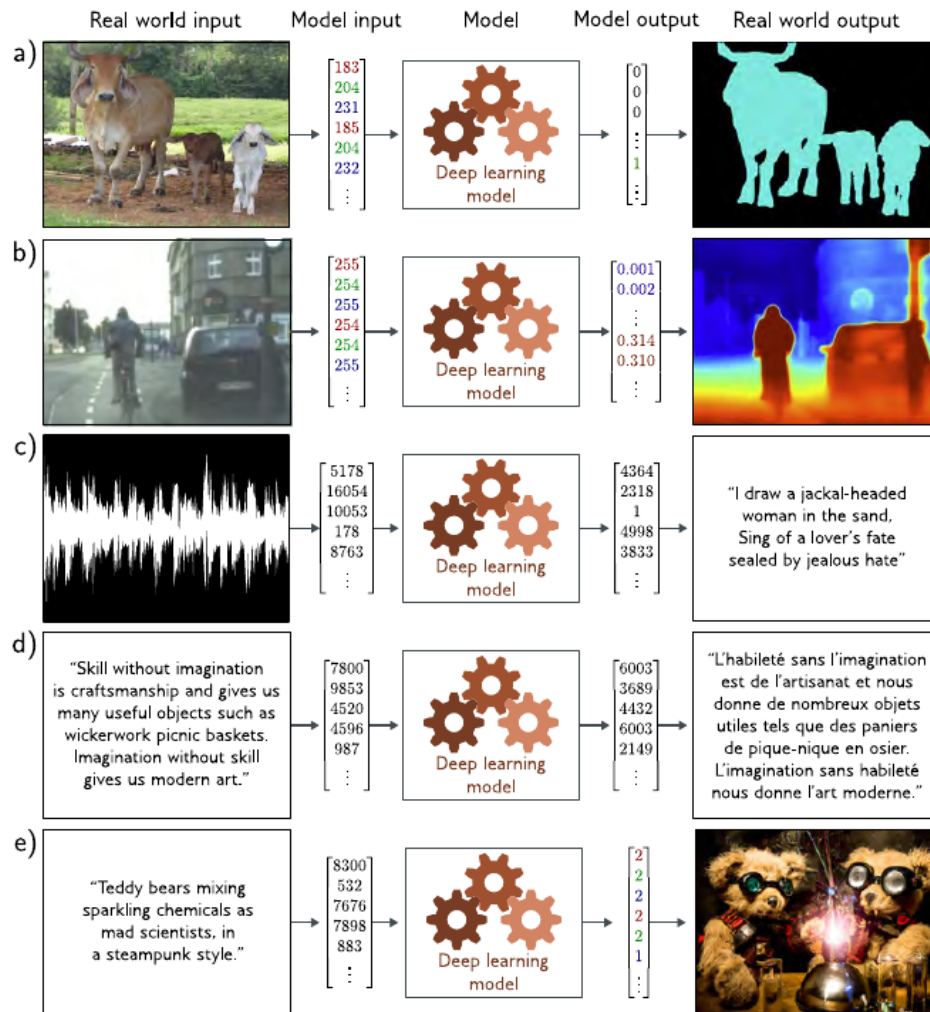 Real world input
Model input
Model
Model output
Real world output
a)
183
204
231
185
204
232
⋮
Deep learning
model
0
0
0
⋮
1
⋮
b)
255
254
255
254
254
255
⋮
Deep learning
model
0.001
0.002
⋮
0.314
0.310
⋮
c)
5178
16054
10053
178
8763
⋮
Deep learning
model
4364
2318
1
4998
3833
⋮
“I draw a jackal-headed
woman in the sand,
Sing of a lover’s fate
sealed by jealous hate”
d)
“Skill without imagination
is craftsmanship and gives us
many useful objects such as
wickerwork picnic baskets.
Imagination without skill
gives us modern art.”
7800
9853
4520
4596
987
⋮
Deep learning
model
6003
3689
4432
6003
2149
⋮
“L’habileté sans l’imagination
est de l’artisanat et nous
donne de nombreux objets
utiles tels que des paniers
de pique-nique en osier.
L’imagination sans habileté
nous donne l’art moderne.”
e)
“Teddy bears mixing
sparkling chemicals as
mad scientists, in
a steampunk style.”
8300
532
7676
7898
883
⋮
Deep learning
model
2
2
2
2
2
1
⋮